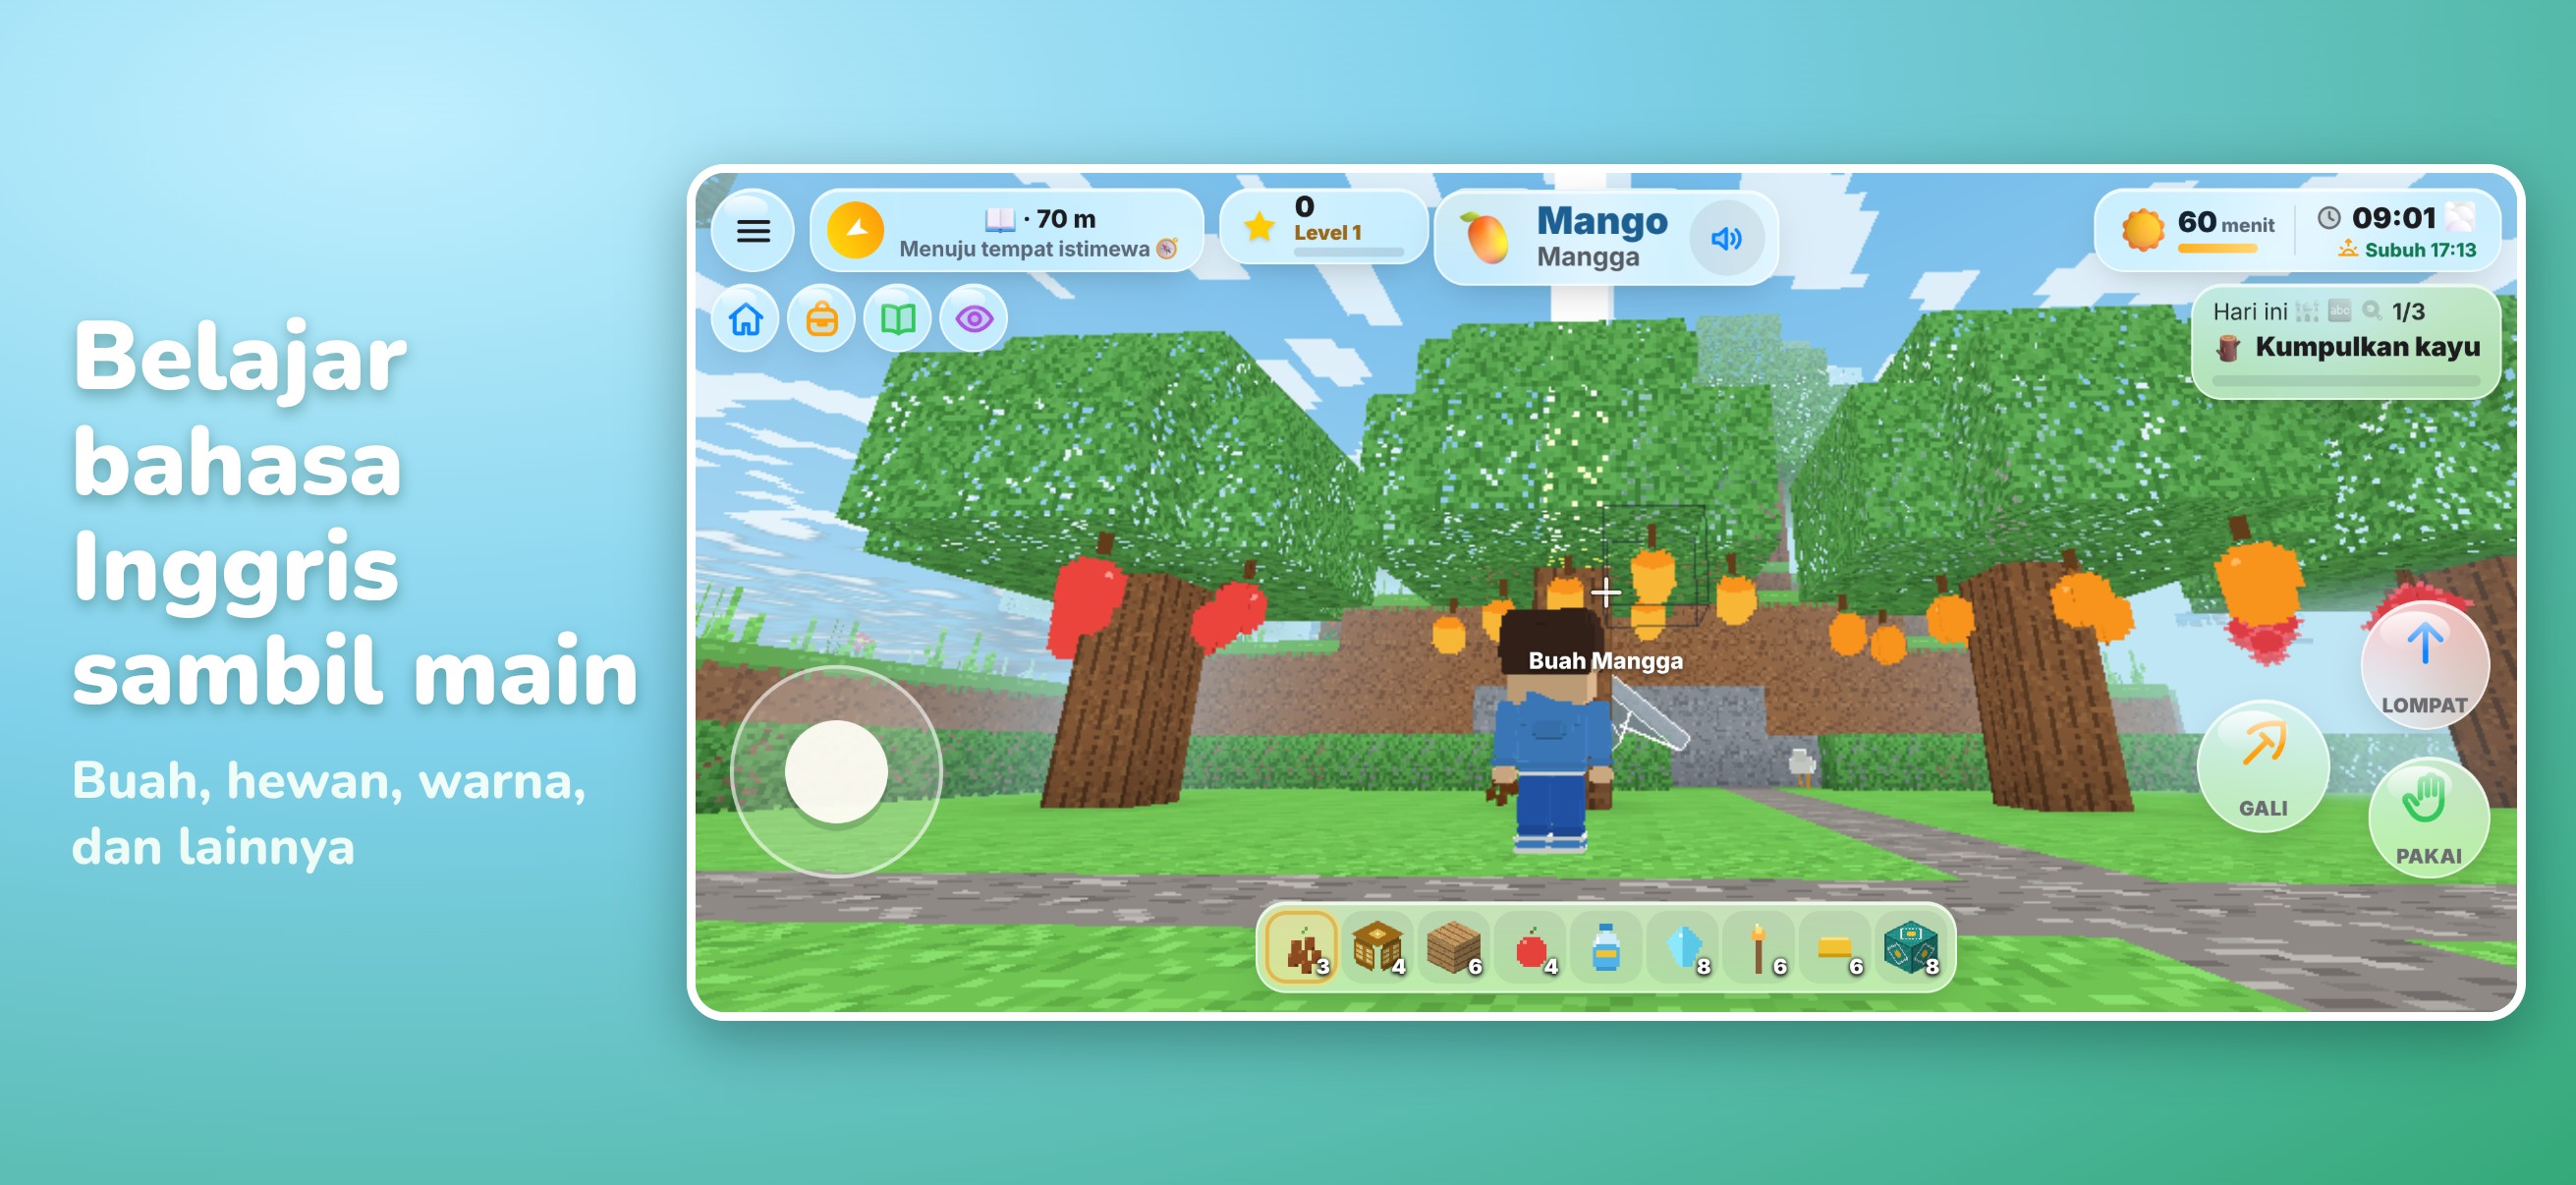 Belajar
bahasa
Inggris
sambil main
Buah, hewan, warna,
dan lainnya
· 70 m
Menuju tempat istimewa
0
Level 1
Mango
Mangga
60 menit
09:01
Subuh 17:13
Hari ini abc 1/3
Kumpulkan kayu
Buah Mangga
LOMPAT
GALI
PAKAI
3
4
6
4
8
6
6
8